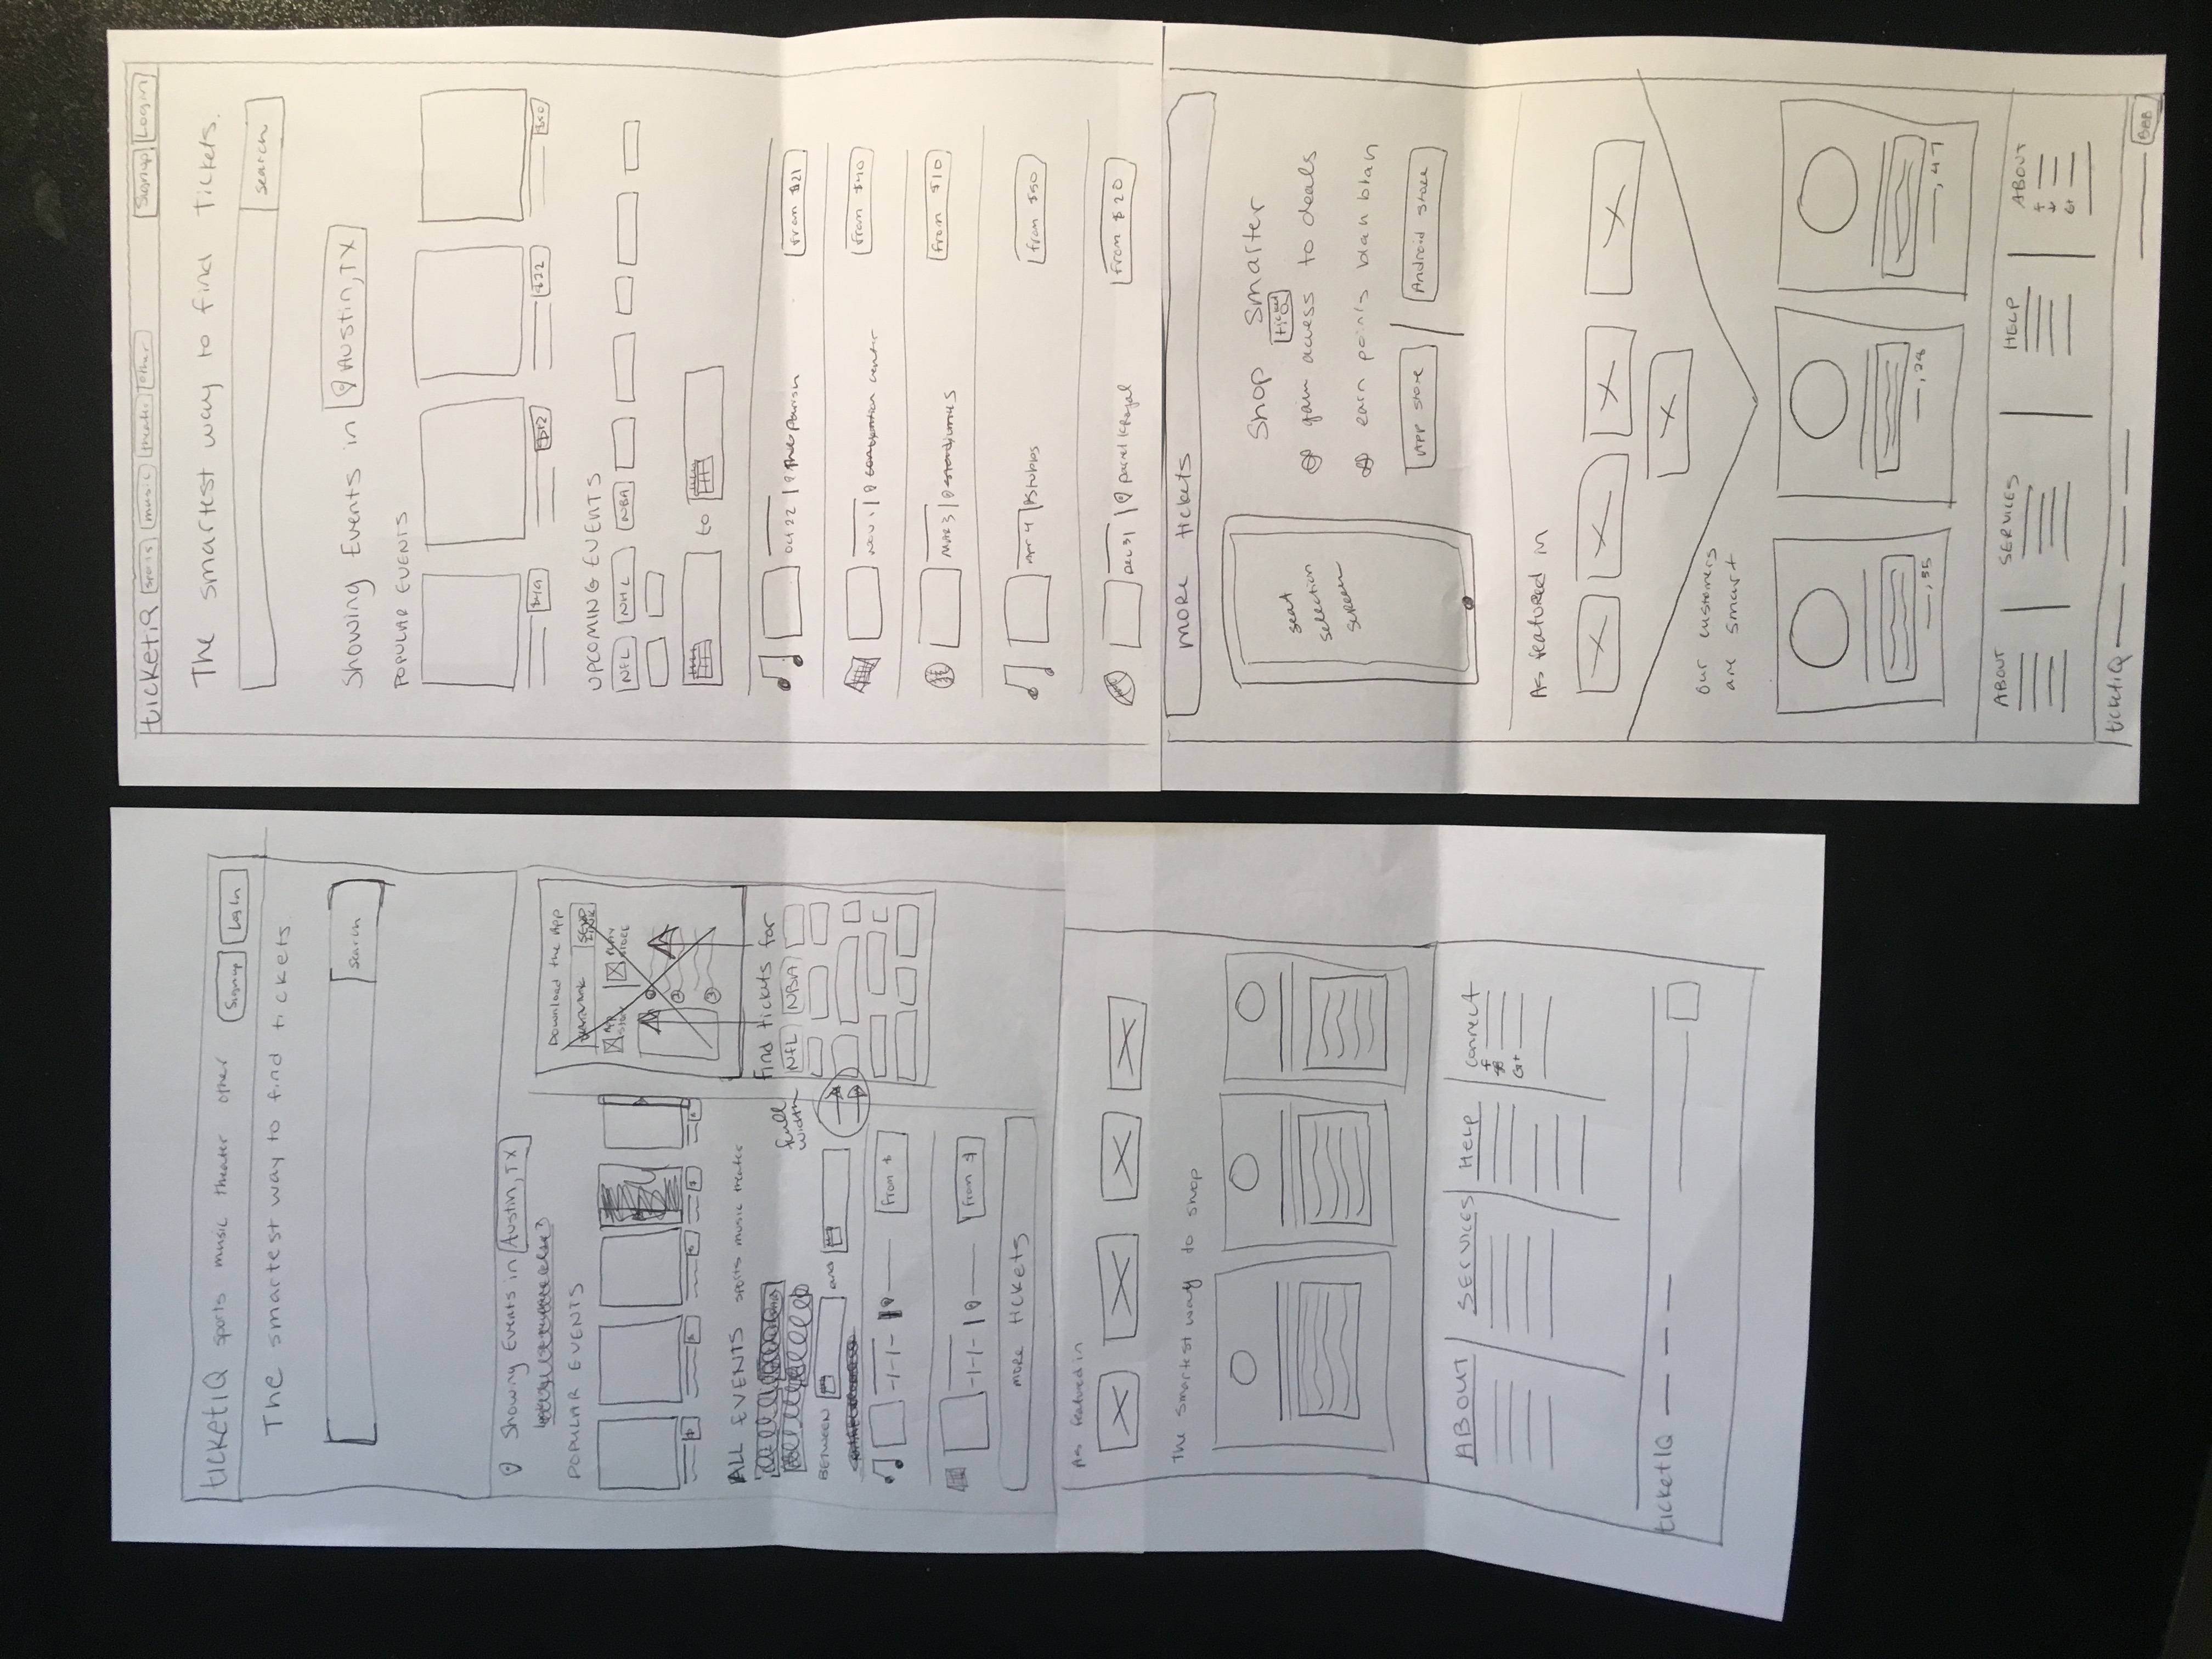 ticketiQ sports music theater other Signup Log In
The smartest way to find tickets.
search
Showing Events in Austin, TX
POPULAR EVENTS
$ $ $ $ $
ALL EVENTS sports music theater
BETWEEN and
full
width
from $
from $
MORE tickets
Download the App
SEND
LINK
APP
STORE
PLAY
STORE
1
2
3
Find tickets for
NFL NBA
As featured in
The smartest way to shop
ABOUT SERVICES HELP connect
f
G+
ticketIQ
ticketiQ sports music theater other Signup Login
The smartest way to find Tickets.
search
Showing Events in Austin, TX
POPULAR EVENTS
$49 $12 $22 $50
UPCOMING EVENTS
NFL NHL NBA
to
Oct 22 | Parish from $21
NOV 1 | convention center from $40
MAR 3 | from $10
Apr 4 | Stubbs from $50
Dec 31 | Royal from $20
MORE tickets
seat
selection
screen
Shop Smarter
gain access to deals
earn points blah blah
App store Android store
As featured in
our customers
are smart
, 35 , 28 , 47
ABOUT SERVICES HELP ABOUT
f
G+
ticketiQ
BBB